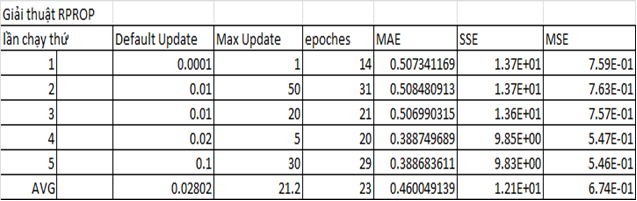 Giải thuật RPROP
lần chạy thứ Default Update Max Update epoches MAE SSE MSE
1 0.0001 1 14 0.507341169 1.37E+01 7.59E-01
2 0.01 50 31 0.508480913 1.37E+01 7.63E-01
3 0.01 20 21 0.506990315 1.36E+01 7.57E-01
4 0.02 5 20 0.388749689 9.85E+00 5.47E-01
5 0.1 30 29 0.388683611 9.83E+00 5.46E-01
AVG 0.02802 21.2 23 0.460049139 1.21E+01 6.74E-01